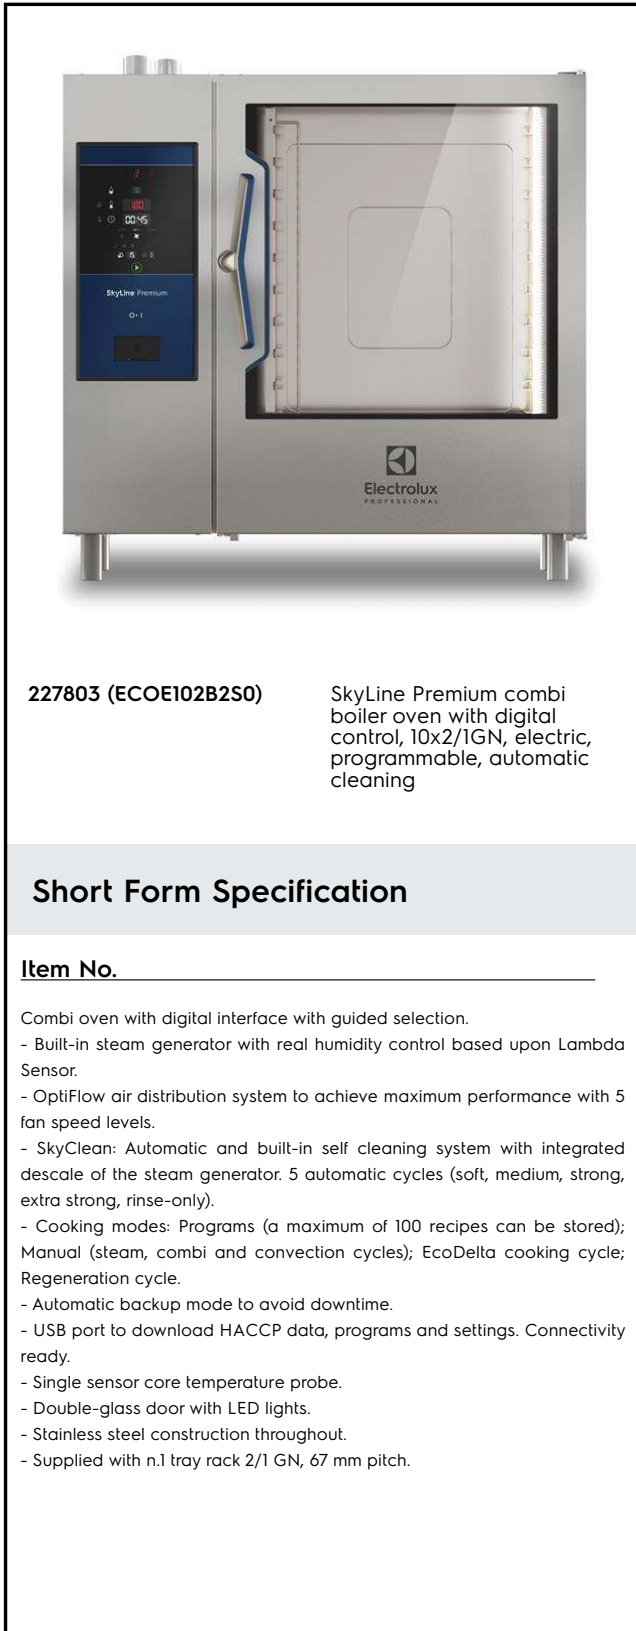 180
00:45
SkyLine Premium
Electrolux
PROFESSIONAL
227803 (ECOE102B2S0)
SkyLine Premium combi
boiler oven with digital
control, 10x2/1GN, electric,
programmable, automatic
cleaning
Short Form Specification
Item No.
Combi oven with digital interface with guided selection.
- Built-in steam generator with real humidity control based upon Lambda
Sensor.
- OptiFlow air distribution system to achieve maximum performance with 5
fan speed levels.
- SkyClean: Automatic and built-in self cleaning system with integrated
descale of the steam generator. 5 automatic cycles (soft, medium, strong,
extra strong, rinse-only).
- Cooking modes: Programs (a maximum of 100 recipes can be stored);
Manual (steam, combi and convection cycles); EcoDelta cooking cycle;
Regeneration cycle.
- Automatic backup mode to avoid downtime.
- USB port to download HACCP data, programs and settings. Connectivity
ready.
- Single sensor core temperature probe.
- Double-glass door with LED lights.
- Stainless steel construction throughout.
- Supplied with n.1 tray rack 2/1 GN, 67 mm pitch.